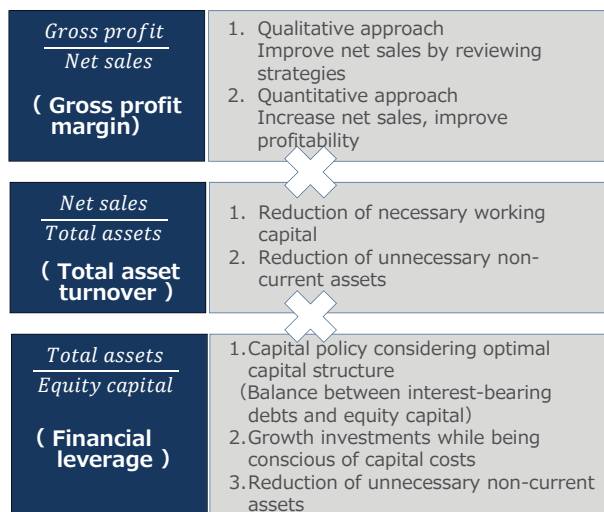 Gross profit
Net sales
( Gross profit
margin)
1. Qualitative approach
Improve net sales by reviewing
strategies
2. Quantitative approach
Increase net sales, improve
profitability
Net sales
Total assets
( Total asset
turnover )
1. Reduction of necessary working
capital
2. Reduction of unnecessary non-
current assets
Total assets
Equity capital
( Financial
leverage )
1.Capital policy considering optimal
capital structure
(Balance between interest-bearing
debts and equity capital)
2.Growth investments while being
conscious of capital costs
3.Reduction of unnecessary non-current
assets